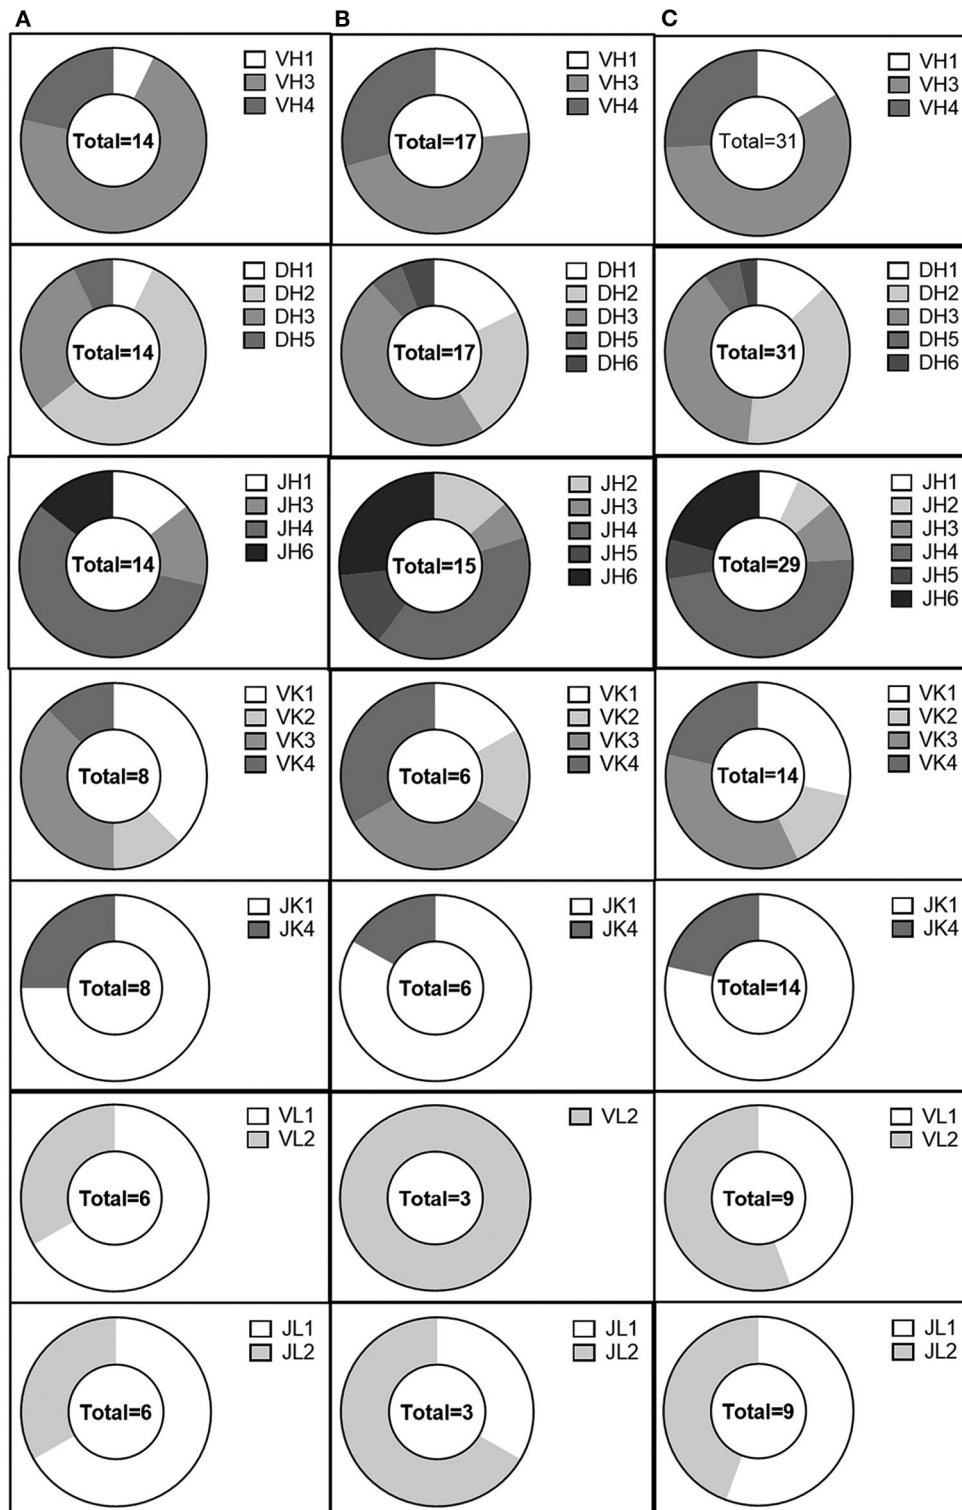 A
B
C
VH1
VH3
VH4
Total=14
VH1
VH3
VH4
Total=17
VH1
VH3
VH4
Total=31
DH1
DH2
DH3
DH5
Total=14
DH1
DH2
DH3
DH5
DH6
Total=17
DH1
DH2
DH3
DH5
DH6
Total=31
JH1
JH3
JH4
JH6
Total=14
JH2
JH3
JH4
JH5
JH6
Total=15
JH1
JH2
JH3
JH4
JH5
JH6
Total=29
VK1
VK2
VK3
VK4
Total=8
VK1
VK2
VK3
VK4
Total=6
VK1
VK2
VK3
VK4
Total=14
JK1
JK4
Total=8
JK1
JK4
Total=6
JK1
JK4
Total=14
VL1
VL2
Total=6
VL2
Total=3
VL1
VL2
Total=9
JL1
JL2
Total=6
JL1
JL2
Total=3
JL1
JL2
Total=9